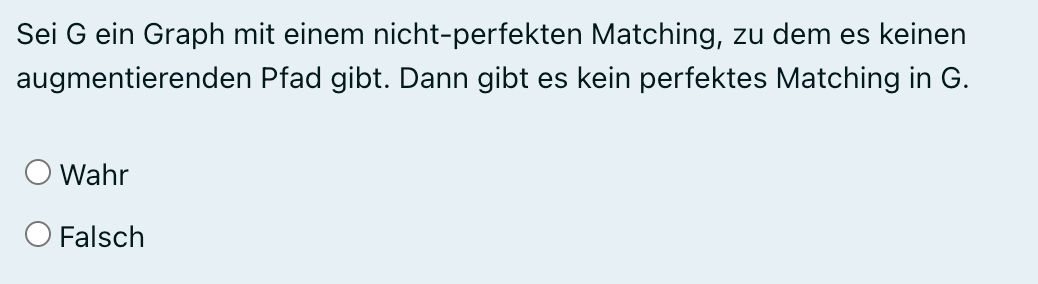 Sei G ein Graph mit einem nicht-perfekten Matching, zu dem es keinen
augmentierenden Pfad gibt. Dann gibt es kein perfektes Matching in G.
Wahr
Falsch